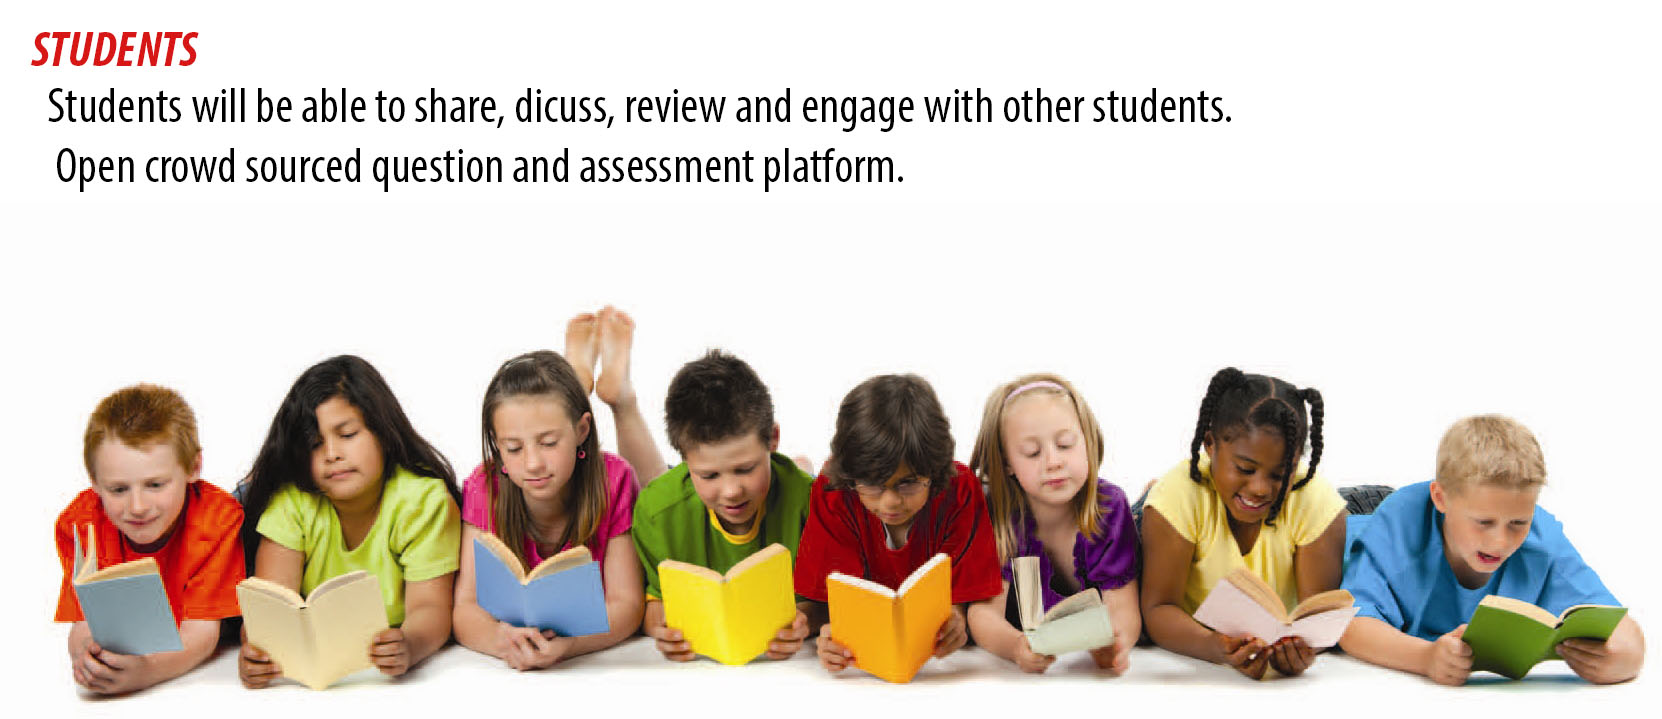 STUDENTS
Students will be able to share, dicuss, review and engage with other students.
Open crowd sourced question and assessment platform.